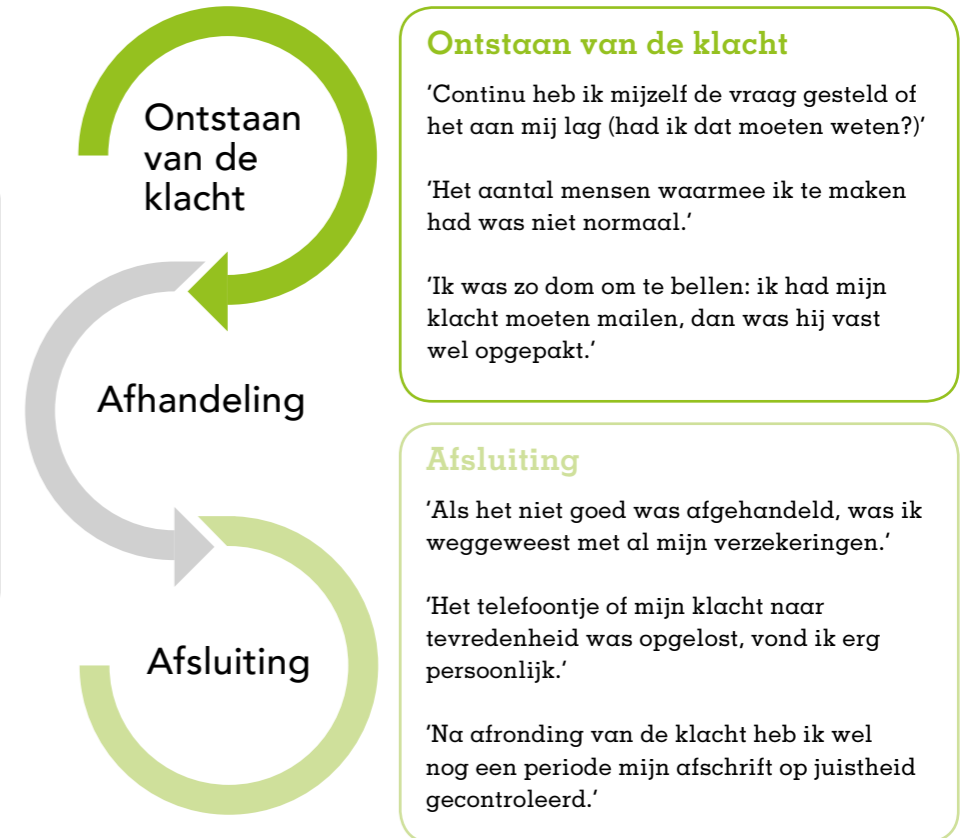 Ontstaan
van de
klacht
Afhandeling
Afsluiting
Ontstaan van de klacht
‘Continu heb ik mijzelf de vraag gesteld of
het aan mij lag (had ik dat moeten weten?)’
‘Het aantal mensen waarmee ik te maken
had was niet normaal.’
‘Ik was zo dom om te bellen: ik had mijn
klacht moeten mailen, dan was hij vast
wel opgepakt.’
Afsluiting
‘Als het niet goed was afgehandeld, was ik
weggeweest met al mijn verzekeringen.’
‘Het telefoontje of mijn klacht naar
tevredenheid was opgelost, vond ik erg
persoonlijk.’
‘Na afronding van de klacht heb ik wel
nog een periode mijn afschrift op juistheid
gecontroleerd.’